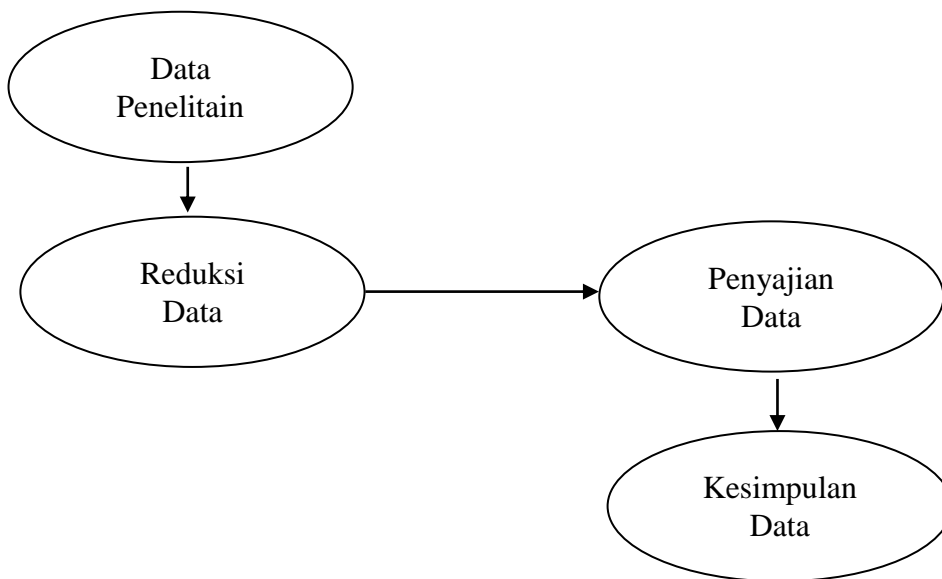 Data
Penelitain
Reduksi
Data
Penyajian
Data
Kesimpulan
Data